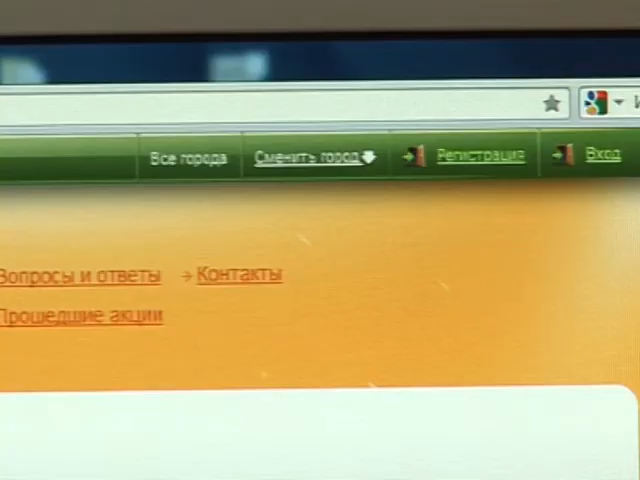 Все города Сменить город Регистрация Вход
Вопросы и ответы Контакты
Прошедшие акции